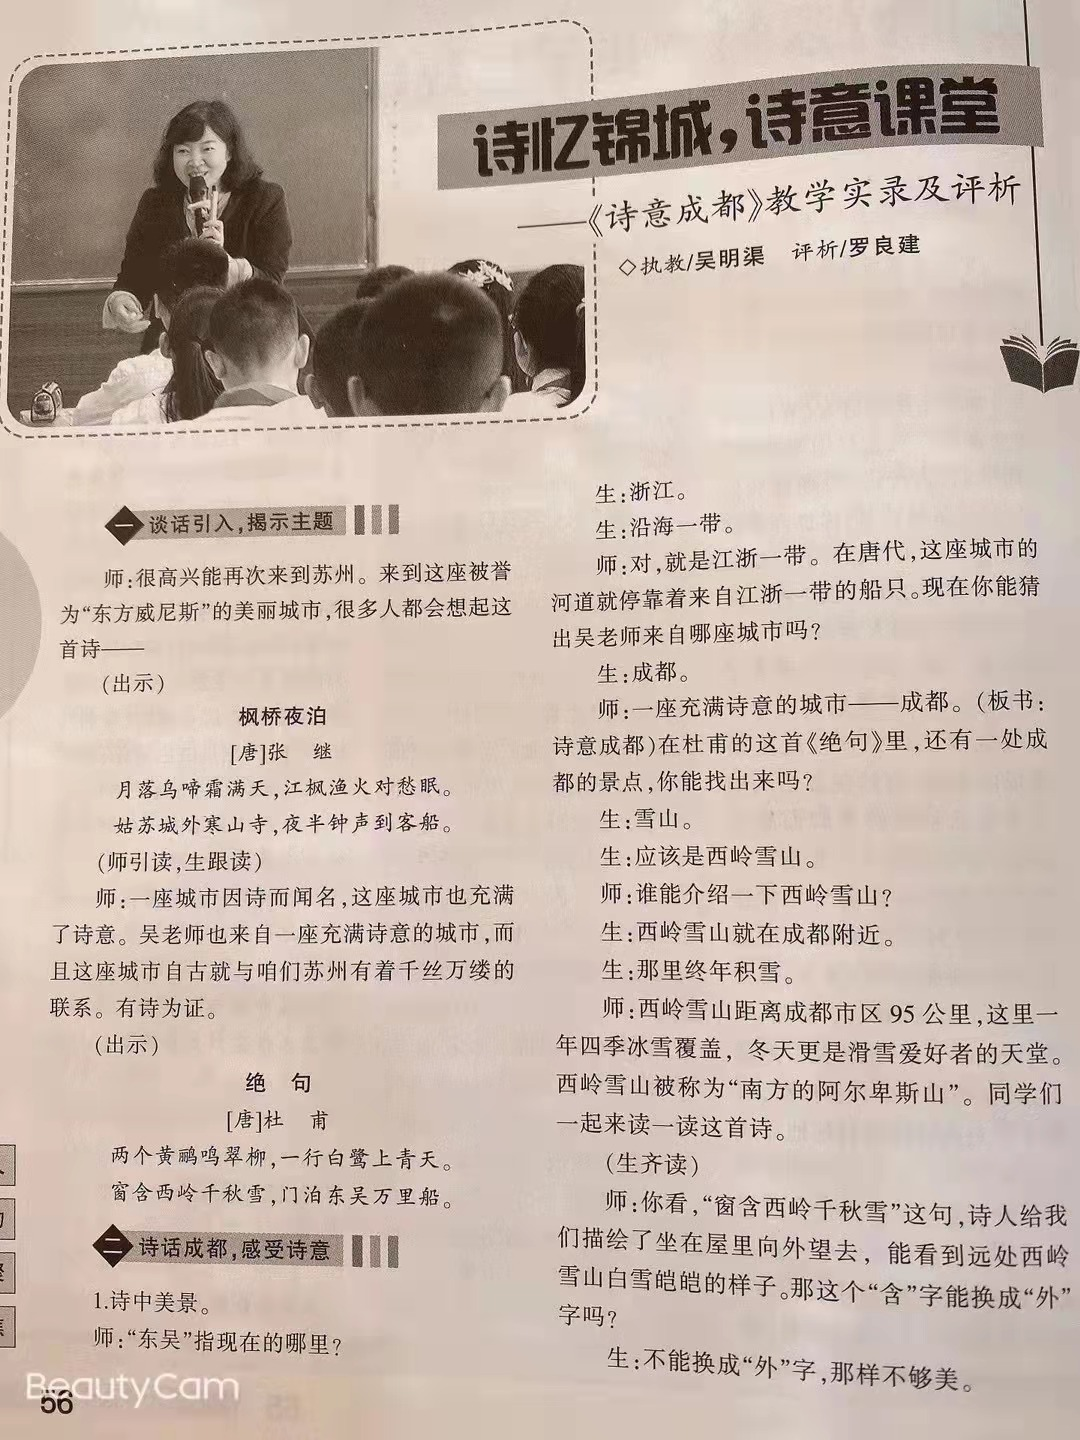 诗忆锦城，诗意课堂
——《诗意成都》教学实录及评析
◇执教/吴明渠 评析/罗良建
一 谈话引入，揭示主题
师：很高兴能再次来到苏州。来到这座被誉
为“东方威尼斯”的美丽城市，很多人都会想起这
首诗——
（出示）
枫桥夜泊
[唐]张 继
月落乌啼霜满天，江枫渔火对愁眠。
姑苏城外寒山寺，夜半钟声到客船。
（师引读，生跟读）
师：一座城市因诗而闻名，这座城市也充满
了诗意。吴老师也来自一座充满诗意的城市，而
且这座城市自古就与咱们苏州有着千丝万缕的
联系。有诗为证。
（出示）
绝 句
[唐]杜 甫
两个黄鹂鸣翠柳，一行白鹭上青天。
窗含西岭千秋雪，门泊东吴万里船。
二 诗话成都，感受诗意
1.诗中美景。
师：“东吴”指现在的哪里？
生：浙江。
生：沿海一带。
师：对，就是江浙一带。在唐代，这座城市的
河道就停靠着来自江浙一带的船只。现在你能猜
出吴老师来自哪座城市吗？
生：成都。
师：一座充满诗意的城市——成都。（板书：
诗意成都）在杜甫的这首《绝句》里，还有一处成
都的景点，你能找出来吗？
生：雪山。
生：应该是西岭雪山。
师：谁能介绍一下西岭雪山？
生：西岭雪山就在成都附近。
生：那里终年积雪。
师：西岭雪山距离成都市区 95 公里，这里一
年四季冰雪覆盖，冬天更是滑雪爱好者的天堂。
西岭雪山被称为“南方的阿尔卑斯山”。同学们
一起来读一读这首诗。
（生齐读）
师：你看，“窗含西岭千秋雪”这句，诗人给我
们描绘了坐在屋里向外望去，能看到远处西岭
雪山白雪皑皑的样子。那这个“含”字能换成“外”
字吗？
生：不能换成“外”字，那样不够美。
BeautyCam
56